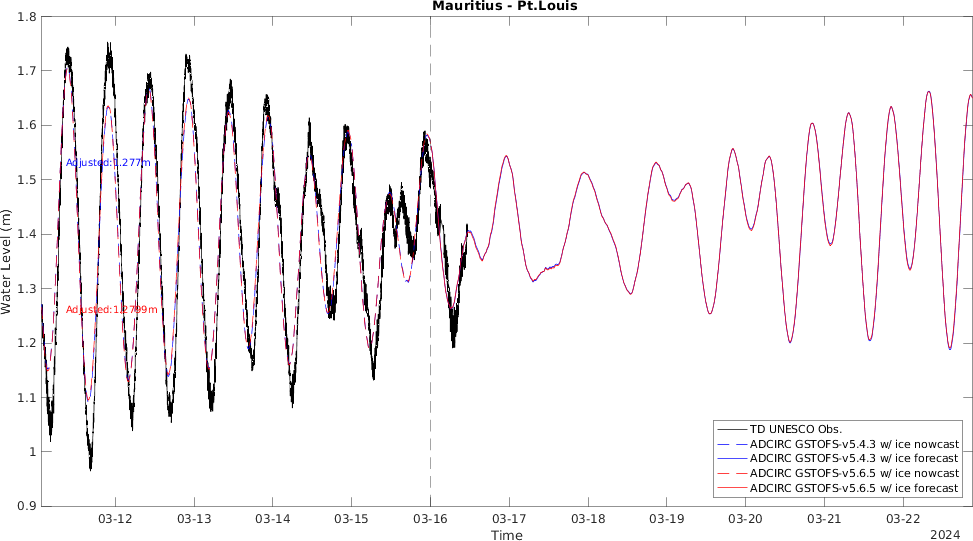 Mauritius - Pt.Louis
1.8
1.7
1.6
1.5
1.4
1.3
1.2
1.1
1
0.9
Water Level (m)
Adjusted:1.277m
Adjusted:1.2709m
TD UNESCO Obs.
ADCIRC GSTOFS-v5.4.3 w/ ice nowcast
ADCIRC GSTOFS-v5.4.3 w/ ice forecast
ADCIRC GSTOFS-v5.6.5 w/ ice nowcast
ADCIRC GSTOFS-v5.6.5 w/ ice forecast
03-12 03-13 03-14 03-15 03-16 03-17 03-18 03-19 03-20 03-21 03-22
Time
2024